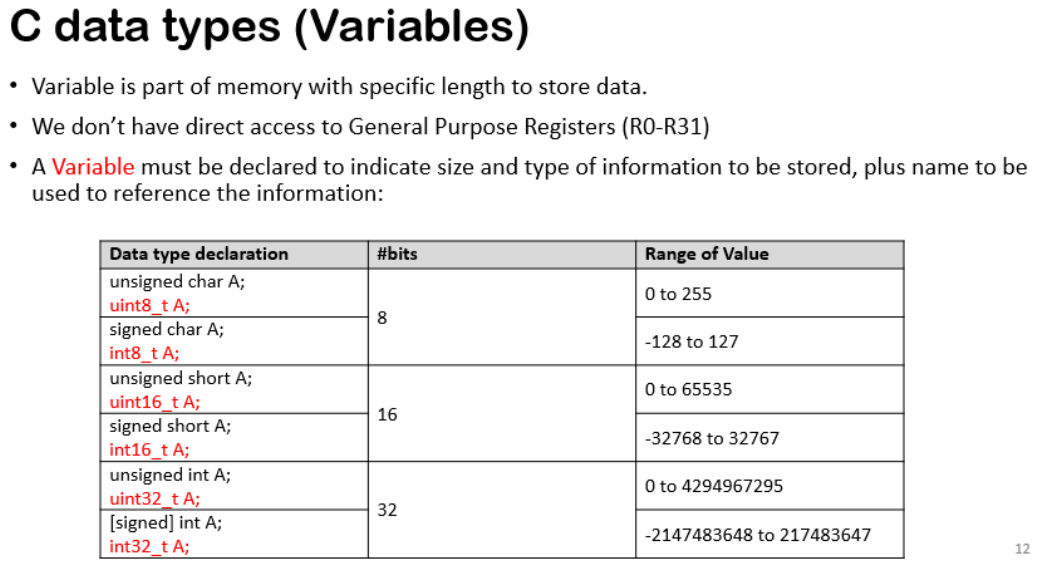 C data types (Variables)
• Variable is part of memory with specific length to store data.
• We don’t have direct access to General Purpose Registers (R0-R31)
• A Variable must be declared to indicate size and type of information to be stored, plus name to be
used to reference the information:
Data type declaration #bits Range of Value
unsigned char A;
uint8_t A;
8
0 to 255
signed char A;
int8_t A;
-128 to 127
unsigned short A;
uint16_t A;
16
0 to 65535
signed short A;
int16_t A;
-32768 to 32767
unsigned int A;
uint32_t A;
32
0 to 4294967295
[signed] int A;
int32_t A;
-2147483648 to 217483647
12